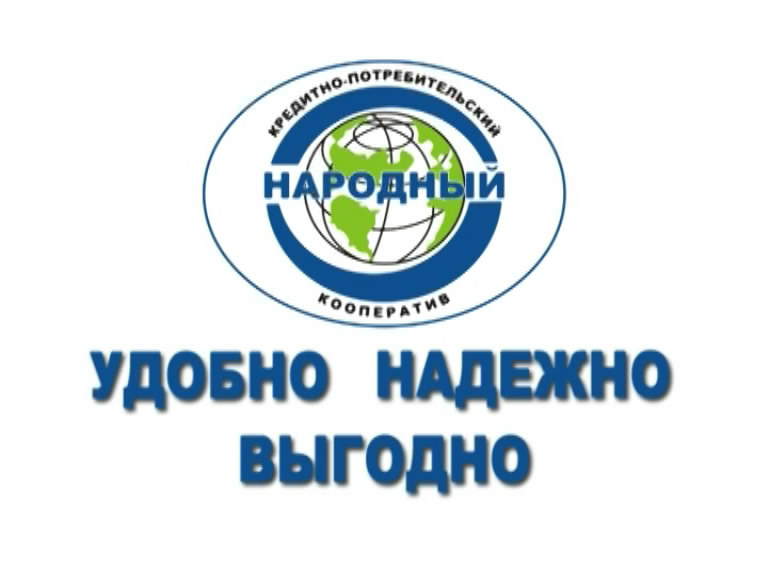 КРЕДИТНО-ПОТРЕБИТЕЛЬСКИЙ
НАРОДНЫЙ
КООПЕРАТИВ
УДОБНО НАДЕЖНО
ВЫГОДНО